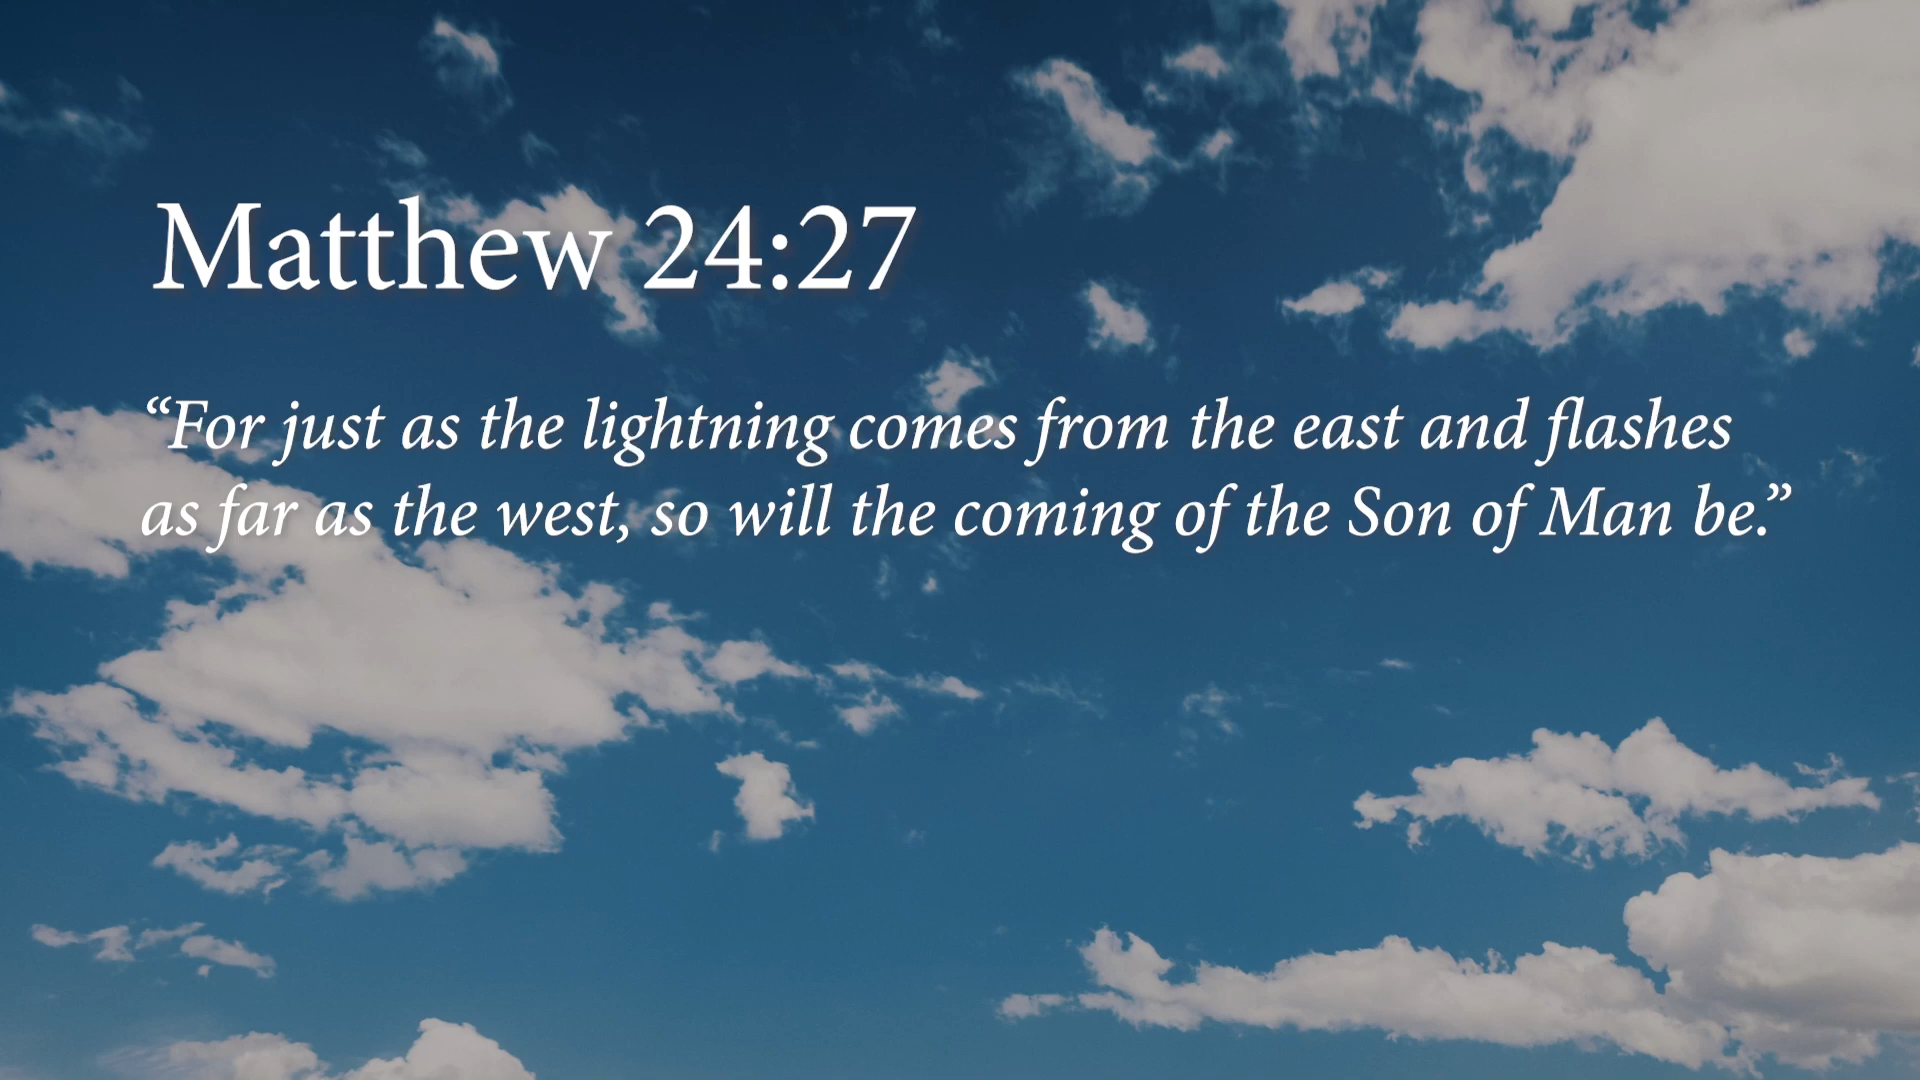 Matthew 24:27
“For just as the lightning comes from the east and flashes
as far as the west, so will the coming of the Son of Man be.”